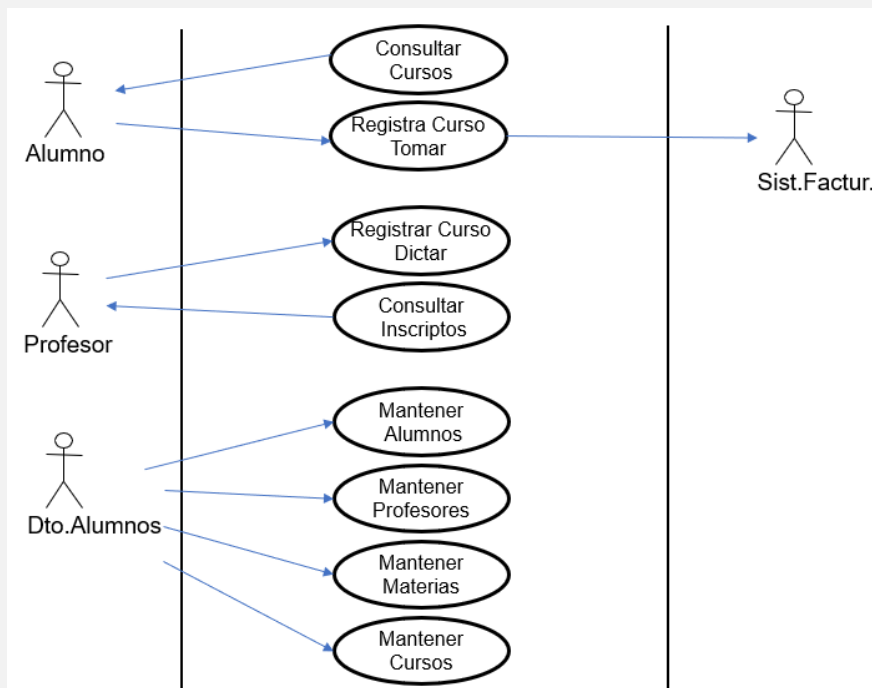 Consultar
Cursos
Alumno
Registra Curso
Tomar
Sist.Factur.
Registrar Curso
Dictar
Profesor
Consultar
Inscriptos
Mantener
Alumnos
Dto.Alumnos
Mantener
Profesores
Mantener
Materias
Mantener
Cursos